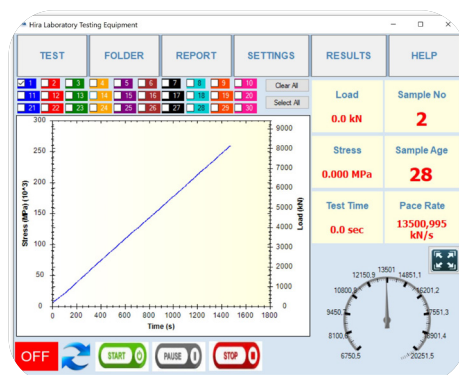 Hira Laboratory Testing Equipment
TEST FOLDER REPORT SETTINGS RESULTS HELP
1 2 3 4 5 6 7 8 9 10 Clear All
11 12 13 14 15 16 17 18 19 20 Select All
21 22 23 24 25 26 27 28 29 30
Load Sample No
0.0 kN 2
Stress Sample Age
0.000 MPa 28
Test Time Pace Rate
0.0 sec 13500,995
kN/s
Stress (MPa) (10^3)
300
250
200
150
100
50
0
Load (kN)
9000
8000
7000
6000
5000
4000
3000
2000
1000
0
0 200 400 600 800 1000 1200 1400 1600 1800
Time (s)
12150,9 13501 14851,1
10800,8 16201,2
9450,7 17551,3
8100,6 18901,4
6750,5 20251,5
OFF START PAUSE STOP